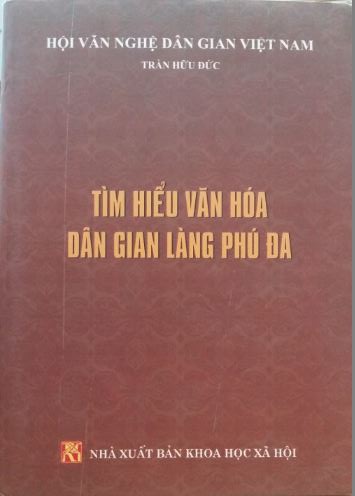 HỘI VĂN NGHỆ DÂN GIAN VIỆT NAM
TRẦN HỮU ĐỨC
TÌM HIỂU VĂN HÓA
DÂN GIAN LÀNG PHÚ ĐA
NHÀ XUẤT BẢN KHOA HỌC XÃ HỘI